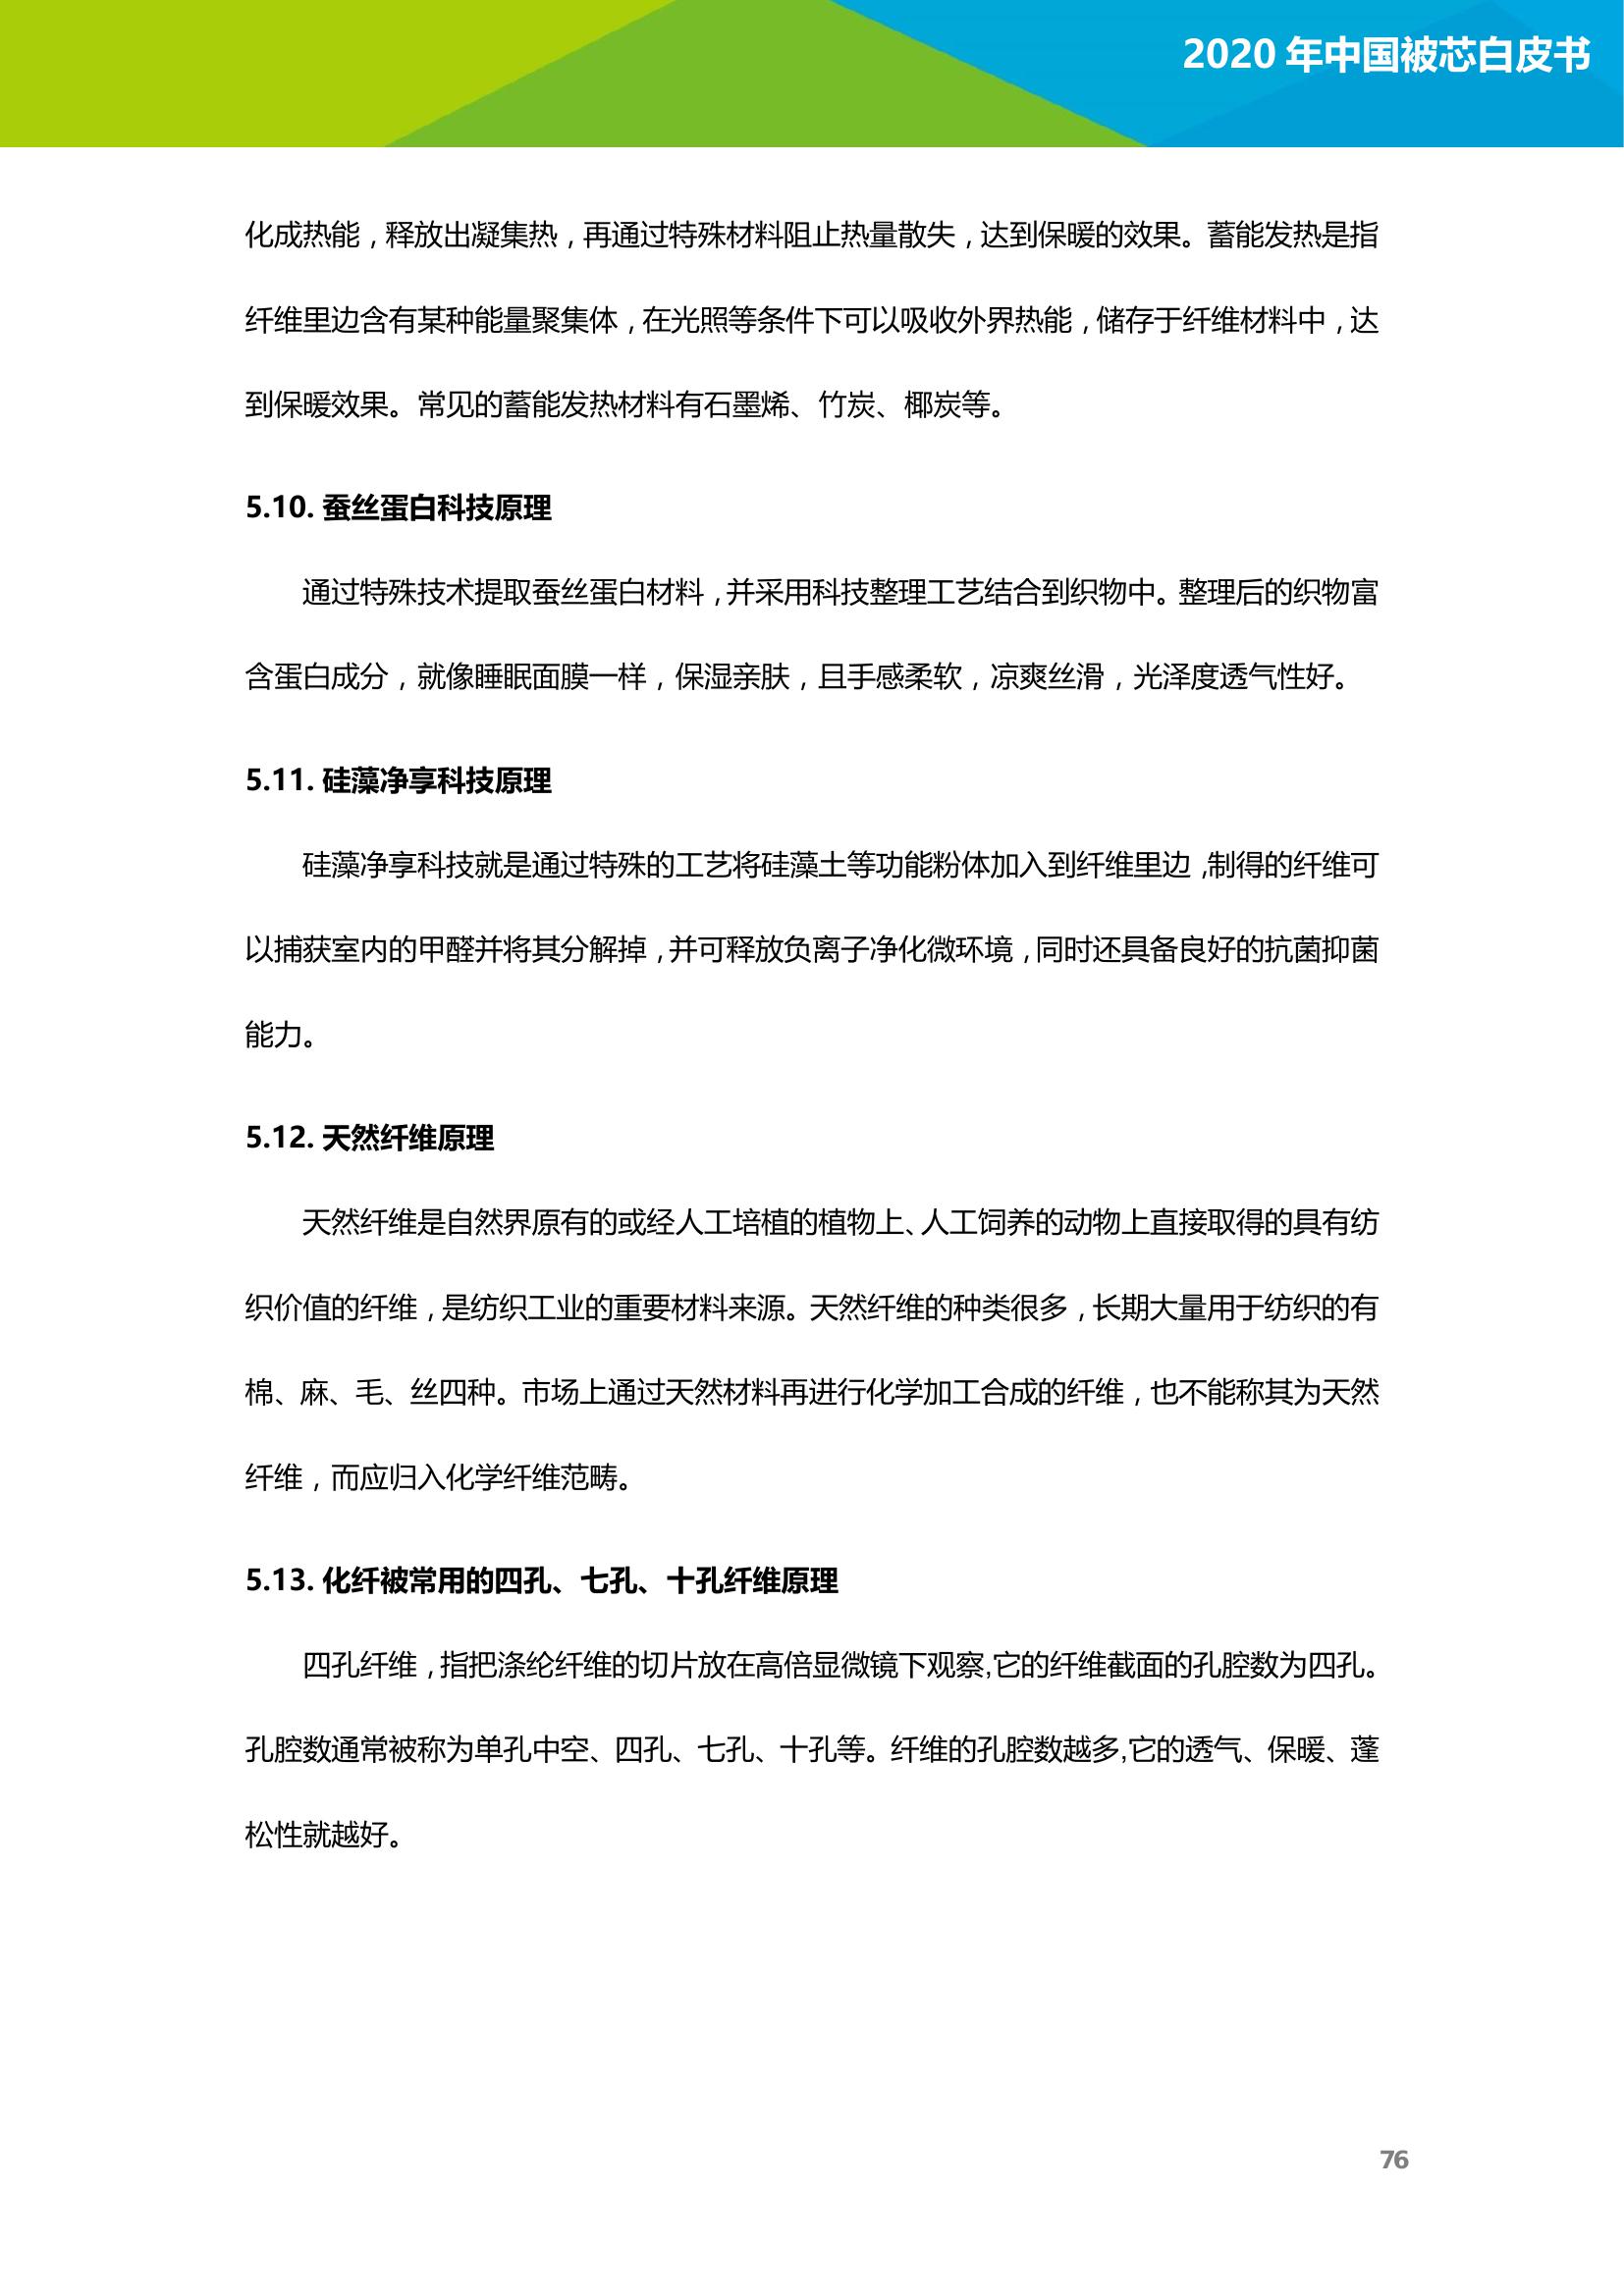 2020 年中国被芯白皮书
化成热能，释放出凝集热，再通过特殊材料阻止热量散失，达到保暖的效果。蓄能发热是指
纤维里边含有某种能量聚集体，在光照等条件下可以吸收外界热能，储存于纤维材料中，达
到保暖效果。常见的蓄能发热材料有石墨烯、竹炭、椰炭等。
5.10. 蚕丝蛋白科技原理
通过特殊技术提取蚕丝蛋白材料，并采用科技整理工艺结合到织物中。整理后的织物富
含蛋白成分，就像睡眠面膜一样，保湿亲肤，且手感柔软，凉爽丝滑，光泽度透气性好。
5.11. 硅藻净享科技原理
硅藻净享科技就是通过特殊的工艺将硅藻土等功能粉体加入到纤维里边，制得的纤维可
以捕获室内的甲醛并将其分解掉，并可释放负离子净化微环境，同时还具备良好的抗菌抑菌
能力。
5.12. 天然纤维原理
天然纤维是自然界原有的或经人工培植的植物上、人工饲养的动物上直接取得的具有纺
织价值的纤维，是纺织工业的重要材料来源。天然纤维的种类很多，长期大量用于纺织的有
棉、麻、毛、丝四种。市场上通过天然材料再进行化学加工合成的纤维，也不能称其为天然
纤维，而应归入化学纤维范畴。
5.13. 化纤被常用的四孔、七孔、十孔纤维原理
四孔纤维，指把涤纶纤维的切片放在高倍显微镜下观察,它的纤维截面的孔腔数为四孔。
孔腔数通常被称为单孔中空、四孔、七孔、十孔等。纤维的孔腔数越多,它的透气、保暖、蓬
松性就越好。
76